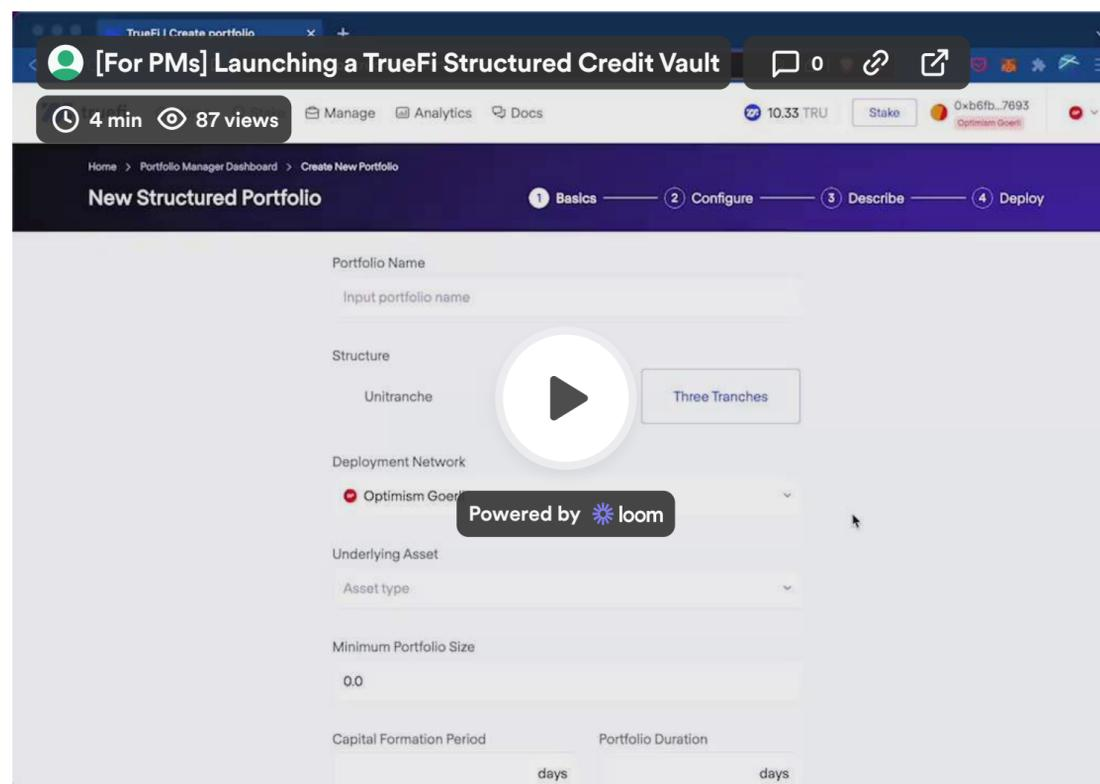 TrueFi | Create portfolio
[For PMs] Launching a TrueFi Structured Credit Vault
0
4 min 87 views
Manage Analytics Docs
10.33 TRU
Stake
0xb6fb...7693
Optimism Goerli
Home > Portfolio Manager Dashboard > Create New Portfolio
New Structured Portfolio
1 Basics 2 Configure 3 Describe 4 Deploy
Portfolio Name
Input portfolio name
Structure
Unitranche
Three Tranches
Deployment Network
Optimism Goerl
Powered by loom
Underlying Asset
Asset type
Minimum Portfolio Size
0.0
Capital Formation Period Portfolio Duration
days days